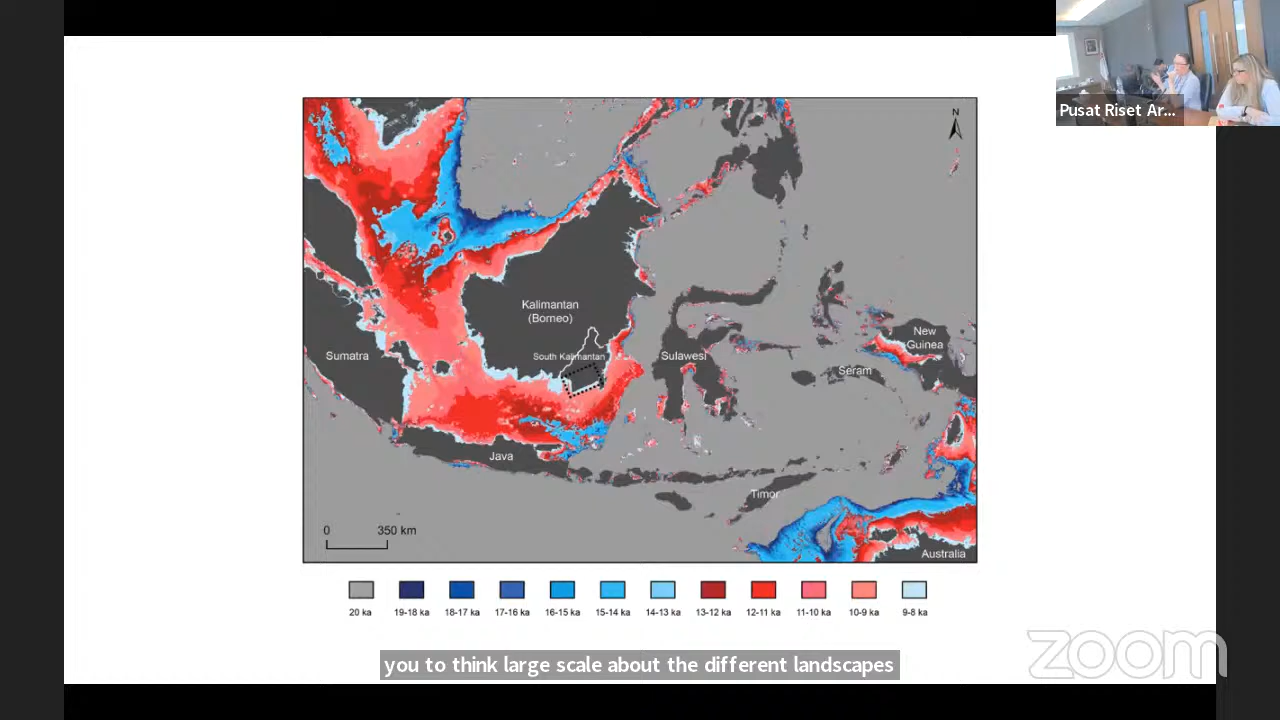 Pusat Riset Ar...
N
Kalimantan
(Borneo)
South Kalimantan
Sumatra
Sulawesi
New
Guinea
Seram
Java
Timor
Australia
0 350 km
20 ka 19-18 ka 18-17 ka 17-16 ka 16-15 ka 15-14 ka 14-13 ka 13-12 ka 12-11 ka 11-10 ka 10-9 ka 9-8 ka
you to think large scale about the different landscapes
zoom